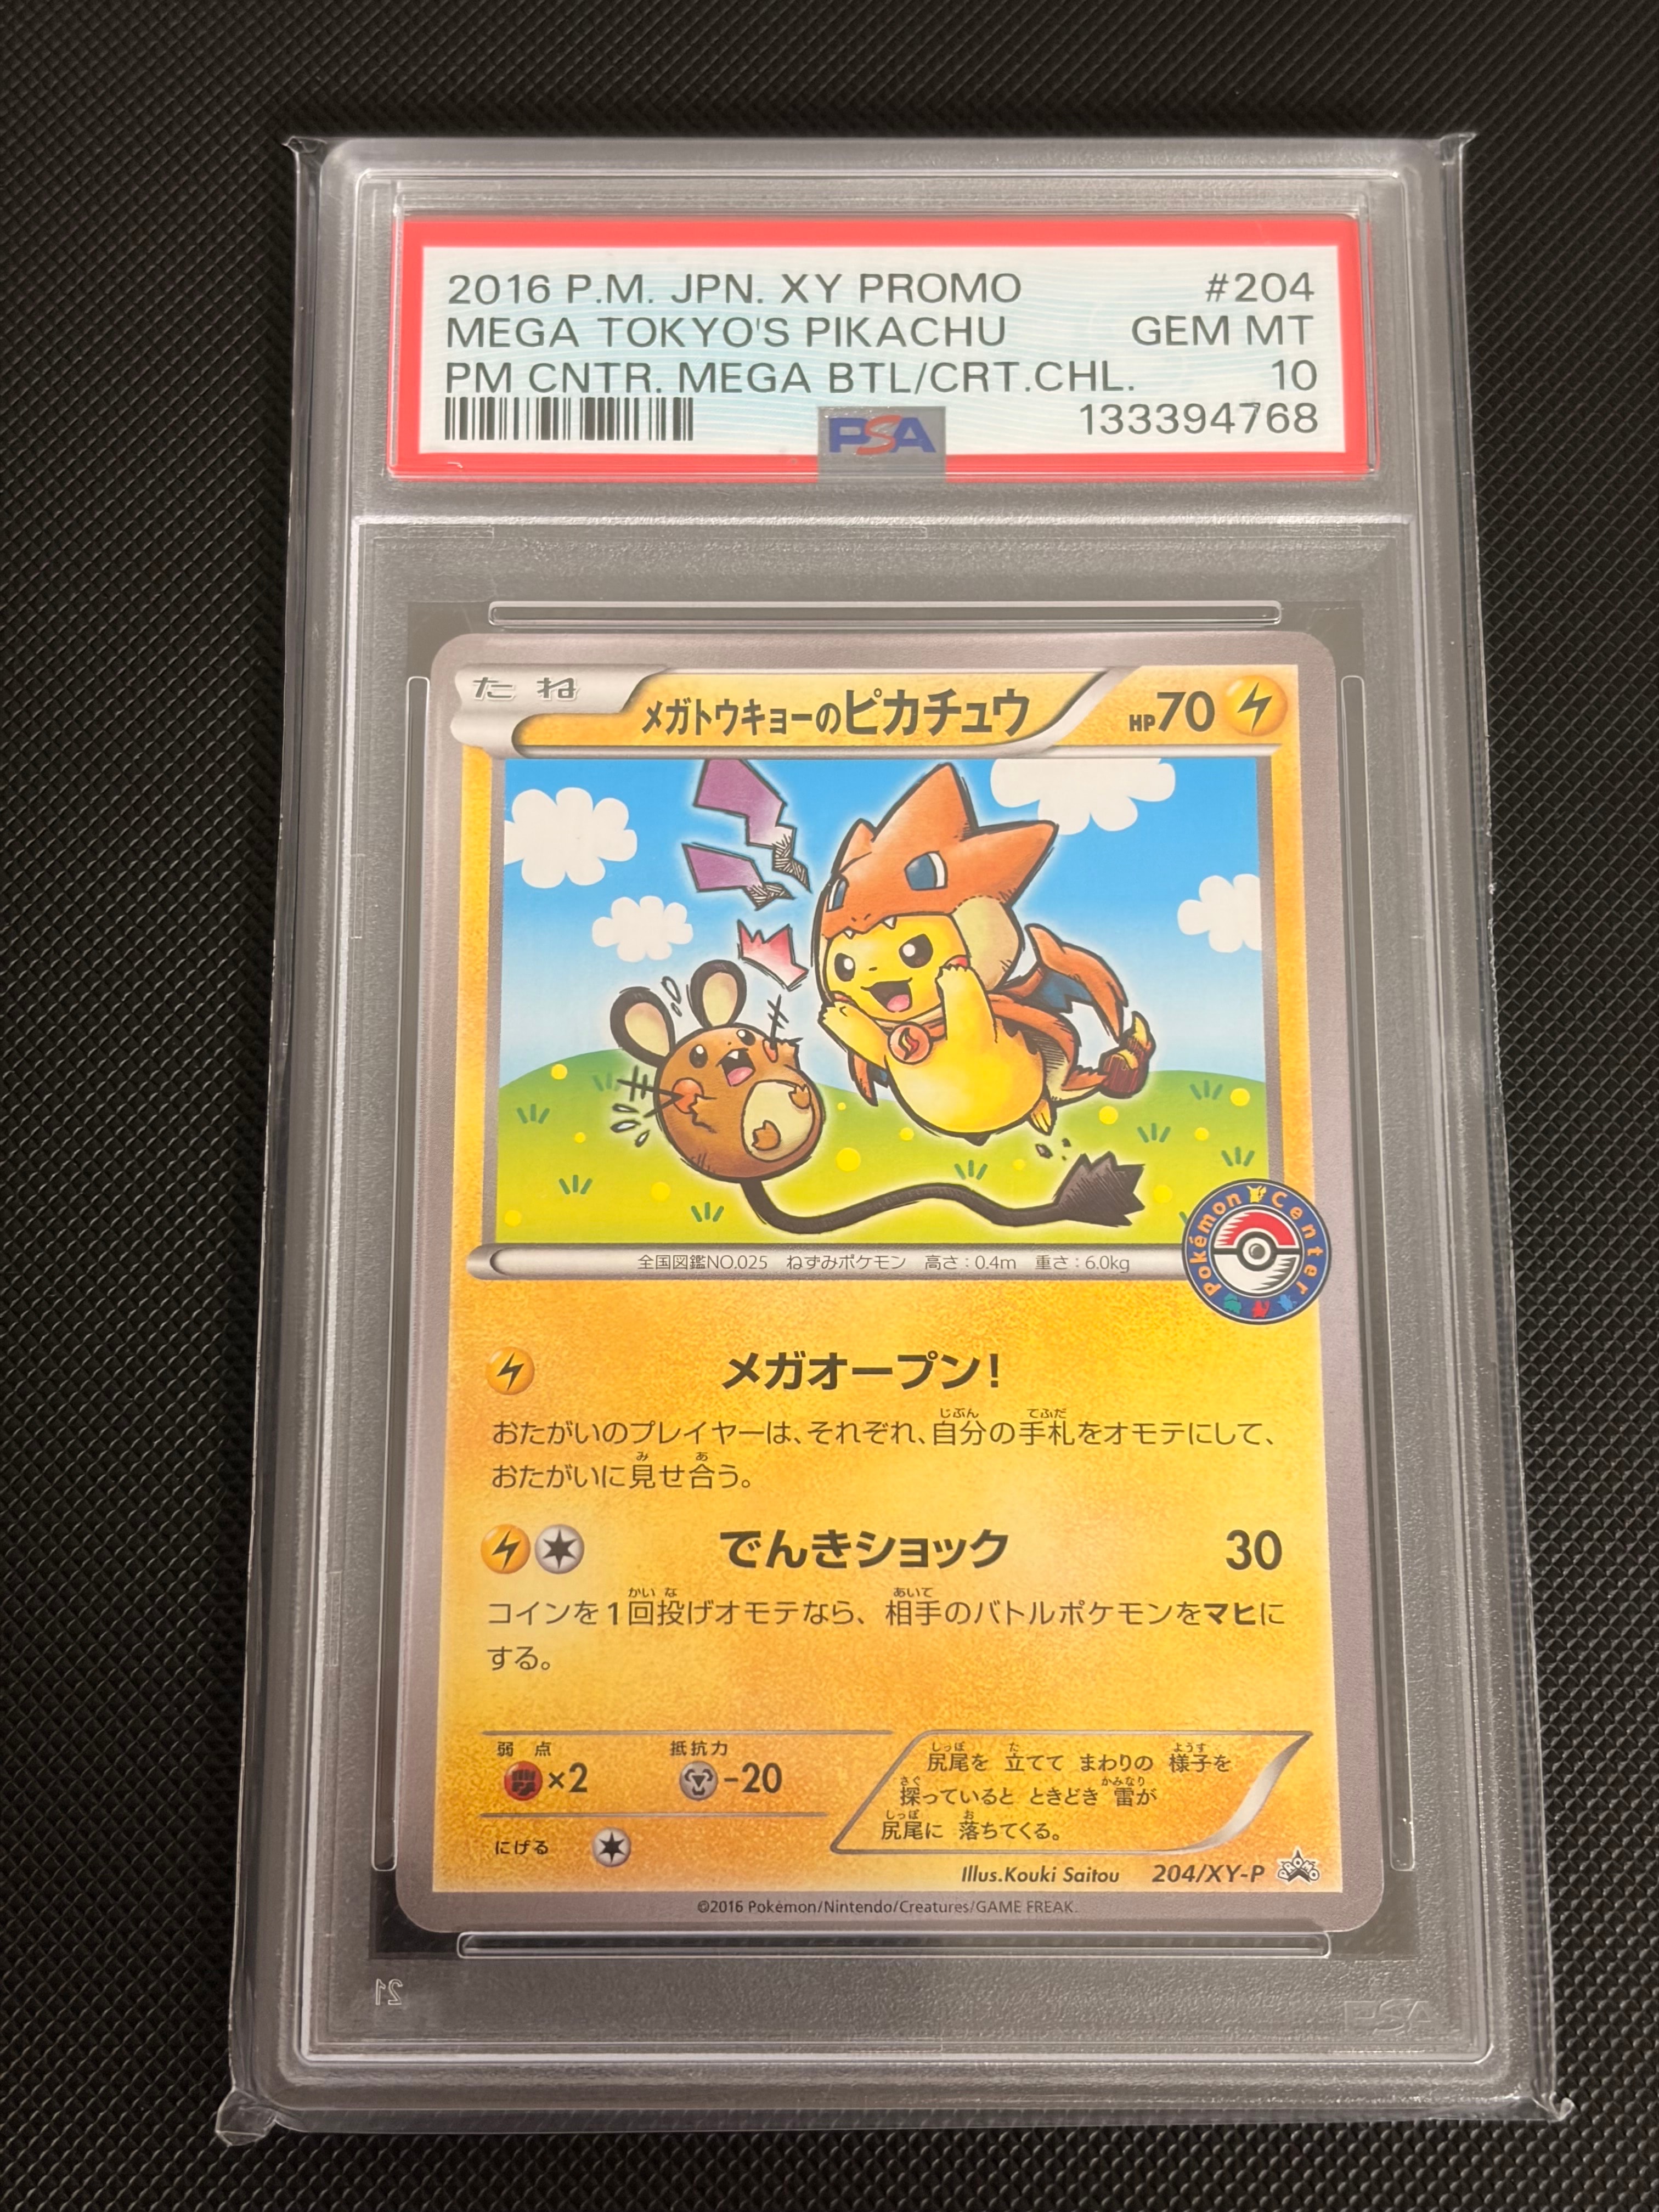 2016 P.M. JPN. XY PROMO #204
MEGA TOKYO'S PIKACHU GEM MT
PM CNTR. MEGA BTL/CRT.CHL. 10
PSA 133394768
たね メガトウキョーのピカチュウ HP70
Pokémon Center
全国図鑑NO.025 ねずみポケモン 高さ:0.4m 重さ:6.0kg
メガオープン!
おたがいのプレイヤーは、それぞれ、自分の手札をオモテにして、
おたがいに見せ合う。
でんきショック 30
コインを1回投げオモテなら、相手のバトルポケモンをマヒに
する。
弱点 ×2 抵抗力 -20
にげる
尻尾を 立てて まわりの 様子を
探っていると ときどき 雷が
尻尾に 落ちてくる。
Illus.Kouki Saitou 204/XY-P PROMO
©2016 Pokémon/Nintendo/Creatures/GAME FREAK.
21 PSA